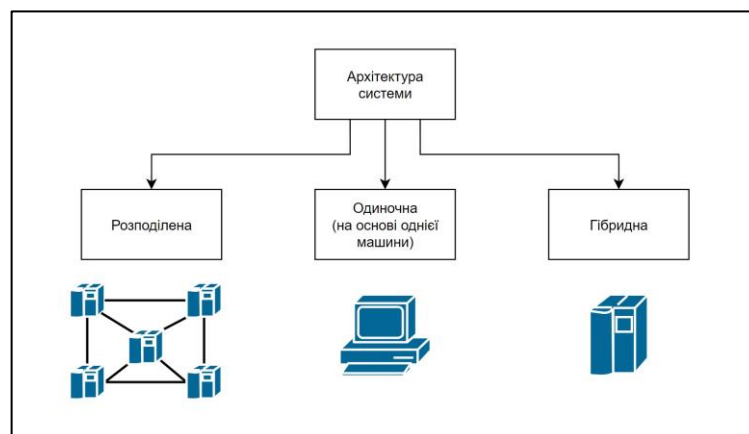 Архітектура
системи
Розподілена
Одиночна
(на основі однієї
машини)
Гібридна